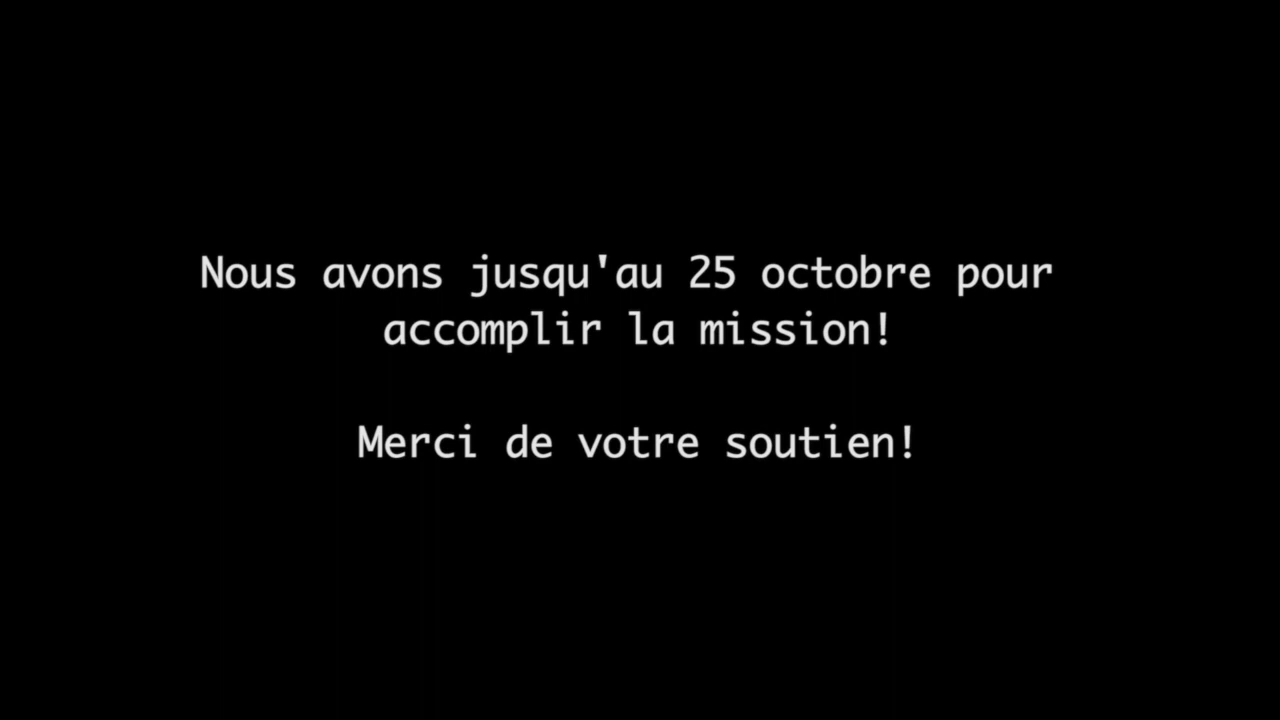 Nous avons jusqu'au 25 octobre pour
accomplir la mission!
Merci de votre soutien!